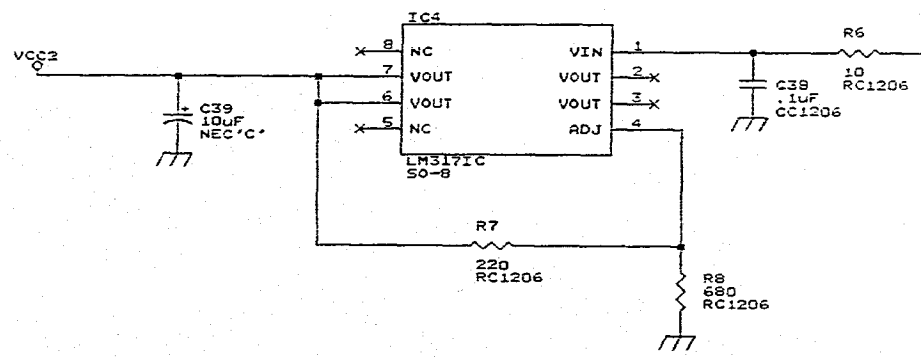 IC4
VCC2
8 NC
7 VOUT
6 VOUT
5 NC
VIN 1
VOUT 2
VOUT 3
ADJ 4
LM317IC
SO-8
C39
10uF
NEC'C'
R6
10
RC1206
C38
.1uF
CC1206
R7
220
RC1206
R8
680
RC1206